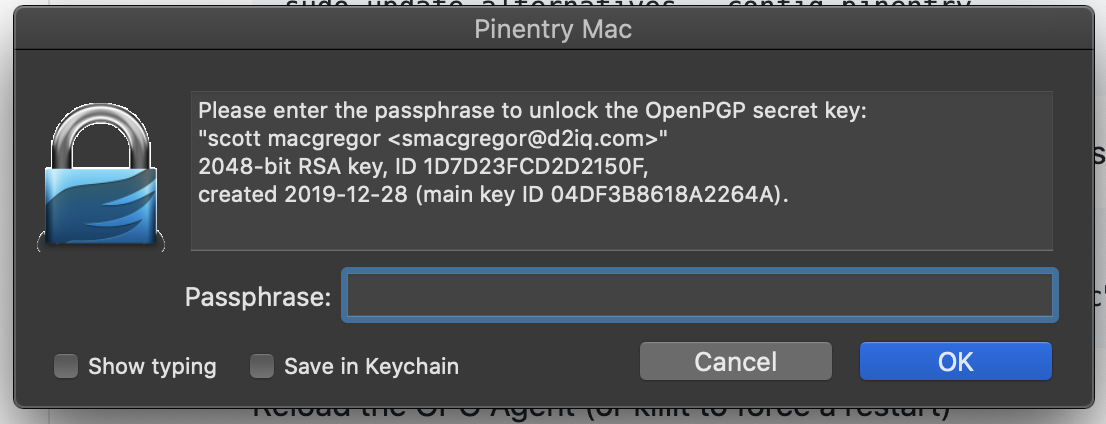 sudo update-alternatives --config pinentry
Pinentry Mac
Please enter the passphrase to unlock the OpenPGP secret key:
"scott macgregor <smacgregor@d2iq.com>"
2048-bit RSA key, ID 1D7D23FCD2D2150F,
created 2019-12-28 (main key ID 04DF3B8618A2264A).
Passphrase:
Show typing
Save in Keychain
Cancel
OK
Reload the GPG Agent (or killit to force a restart)